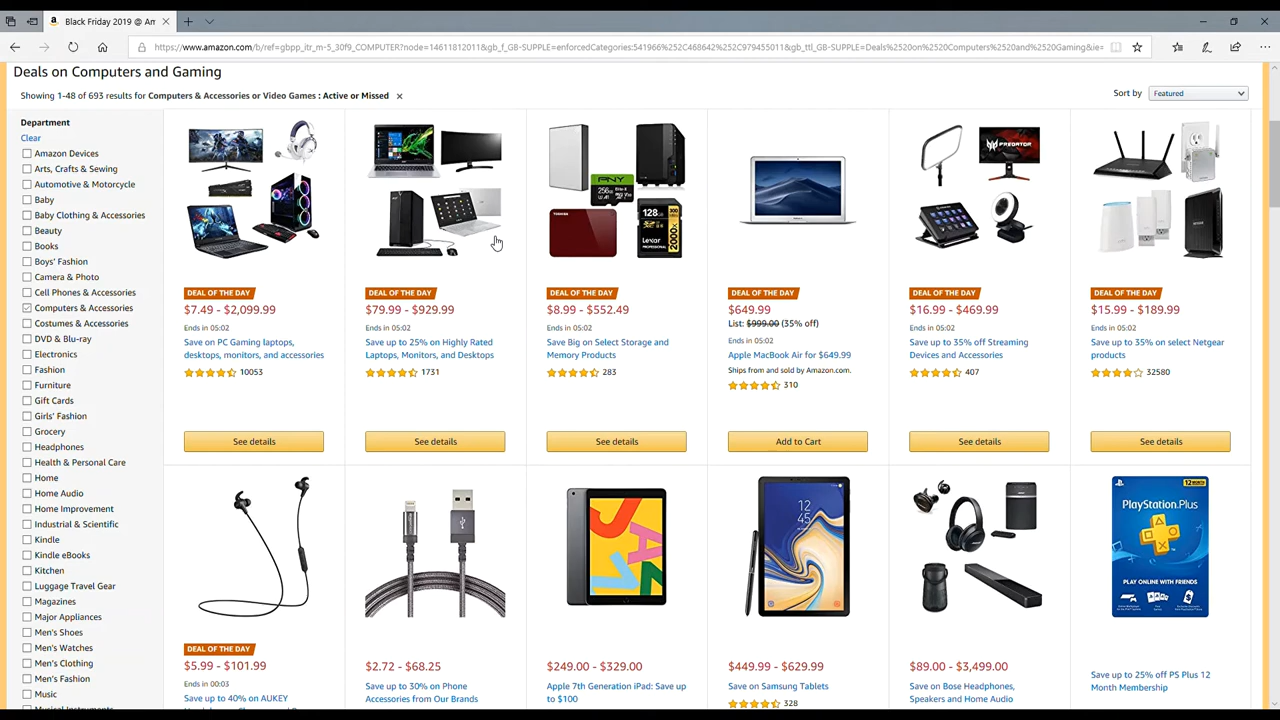 Black Friday 2019 @ Am
https://www.amazon.com/b/ref=gbpp_itr_m-5_30f9_COMPUTER?node=14611812011&gb_f_GB-SUPPLE=enforcedCategories:541966%252C468642%252C979455011&gb_ttl_GB-SUPPLE=Deals%2520on%2520Computers%2520and%2520Gaming&ie=
Deals on Computers and Gaming
Showing 1-48 of 693 results for Computers & Accessories or Video Games : Active or Missed
Sort by Featured
Department
Clear
Amazon Devices
Arts, Crafts & Sewing
Automotive & Motorcycle
Baby
Baby Clothing & Accessories
Beauty
Books
Boys' Fashion
Camera & Photo
Cell Phones & Accessories
Computers & Accessories
Costumes & Accessories
DVD & Blu-ray
Electronics
Fashion
Furniture
Gift Cards
Girls' Fashion
Grocery
Headphones
Health & Personal Care
Home
Home Audio
Home Improvement
Industrial & Scientific
Kindle
Kindle eBooks
Kitchen
Luggage Travel Gear
Magazines
Major Appliances
Men's Shoes
Men's Watches
Men's Clothing
Men's Fashion
Music
Musical Instruments
DEAL OF THE DAY
$7.49 - $2,099.99
Ends in 05:02
Save on PC Gaming laptops,
desktops, monitors, and accessories
10053
See details
DEAL OF THE DAY
$79.99 - $929.99
Ends in 05:02
Save up to 25% on Highly Rated
Laptops, Monitors, and Desktops
1731
See details
PNY
256GB
TOSHIBA
128GB
Lexar
PROFESSIONAL
2000x
DEAL OF THE DAY
$8.99 - $552.49
Ends in 05:02
Save Big on Select Storage and
Memory Products
283
See details
DEAL OF THE DAY
$649.99
List: $999.00 (35% off)
Ends in 05:02
Apple MacBook Air for $649.99
Ships from and sold by Amazon.com.
310
Add to Cart
PREDATOR
DEAL OF THE DAY
$16.99 - $469.99
Ends in 05:02
Save up to 35% off Streaming
Devices and Accessories
407
See details
DEAL OF THE DAY
$15.99 - $189.99
Ends in 05:02
Save up to 35% on select Netgear
products
32580
See details
DEAL OF THE DAY
$5.99 - $101.99
Ends in 00:03
Save up to 40% on AUKEY
$2.72 - $68.25
Save up to 30% on Phone
Accessories from Our Brands
$249.00 - $329.00
Apple 7th Generation iPad: Save up
to $100
12
45
$449.99 - $629.99
Save on Samsung Tablets
328
$89.00 - $3,499.00
Save on Bose Headphones,
Speakers, and Home Audio
12 MONTH
PlayStation.Plus
PLAY ONLINE WITH FRIENDS
Save up to 25% off PS Plus 12
Month Membership